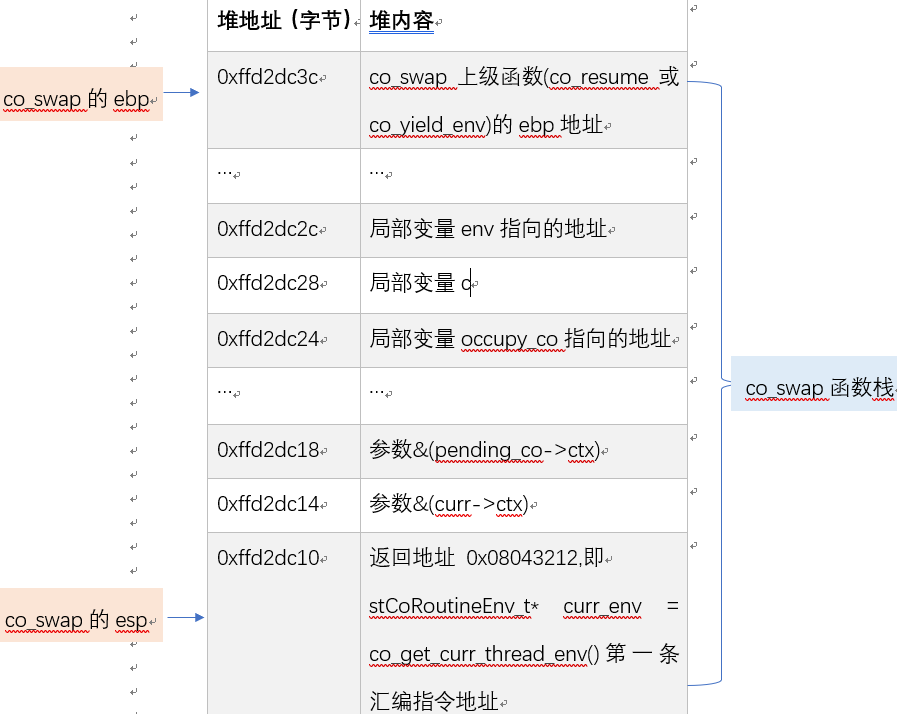 堆地址（字节） 堆内容
co_swap 的 ebp
0xffd2dc3c co_swap 上级函数(co_resume 或
co_yield_env)的 ebp 地址
... ...
0xffd2dc2c 局部变量 env 指向的地址
0xffd2dc28 局部变量 c
0xffd2dc24 局部变量 occupy_co 指向的地址
... ...
co_swap 函数栈
0xffd2dc18 参数&(pending_co->ctx)
0xffd2dc14 参数&(curr->ctx)
0xffd2dc10 返回地址 0x08043212,即
co_swap 的 esp
stCoRoutineEnv_t* curr_env =
co_get_curr_thread_env()第一条
汇编指令地址